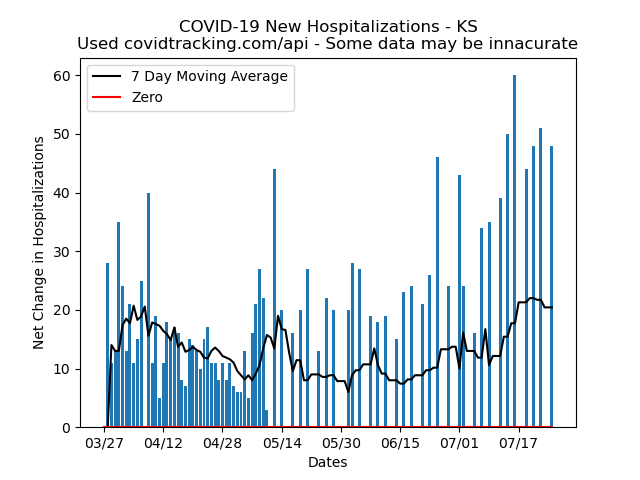 COVID-19 New Hospitalizations - KS
Used covidtracking.com/api - Some data may be innacurate
7 Day Moving Average
Zero
Net Change in Hospitalizations
60
50
40
30
20
10
0
03/27 04/12 04/28 05/14 05/30 06/15 07/01 07/17
Dates